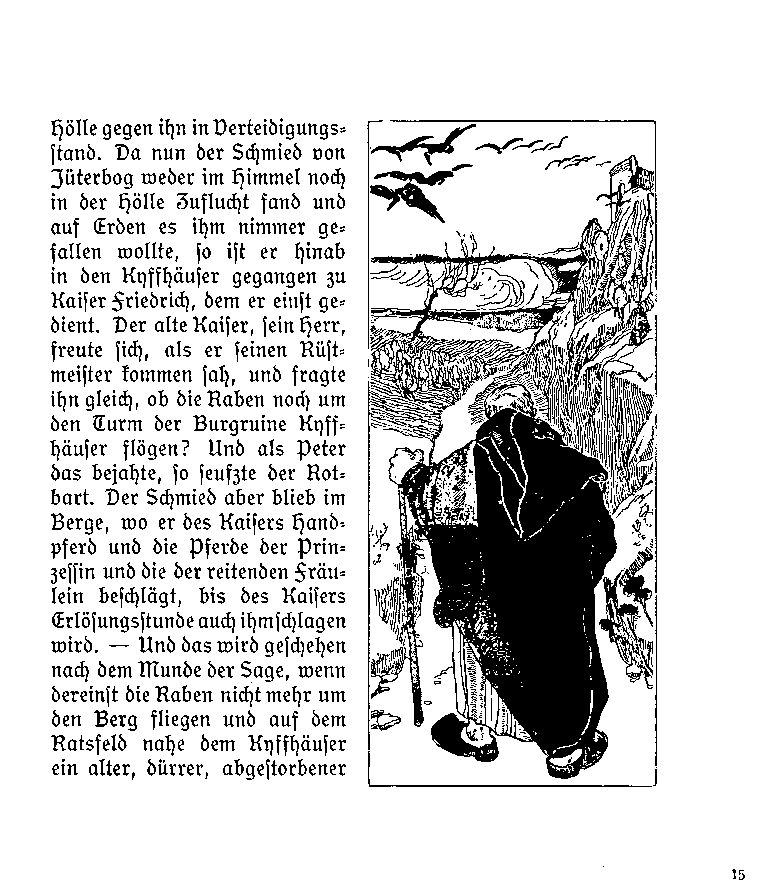 Hölle gegen ihn in Verteidigungs-
stand. Da nun der Schmied von
Jüterbog weder im Himmel noch
in der Hölle Zuflucht fand und
auf Erden es ihm nimmer ge-
fallen wollte, so ist er hinab
in den Kyffhäuser gegangen zu
Kaiser Friedrich, dem er einst ge-
dient. Der alte Kaiser, sein Herr,
freute sich, als er seinen Rüst-
meister kommen sah, und fragte
ihn gleich, ob die Raben noch um
den Turm der Burgruine Kyff-
häuser flögen? Und als Peter
das bejahte, so seufzte der Rot-
bart. Der Schmied aber blieb im
Berge, wo er des Kaisers Hand-
pferd und die Pferde der Prin-
zessin und die der reitenden Fräu-
lein beschlägt, bis des Kaisers
Erlösungsstunde auch ihm schlagen
wird. — Und das wird geschehen
nach dem Munde der Sage, wenn
dereinst die Raben nicht mehr um
den Berg fliegen und auf dem
Ratsfeld nahe dem Kyffhäuser
ein alter, dürrer, abgestorbener
15